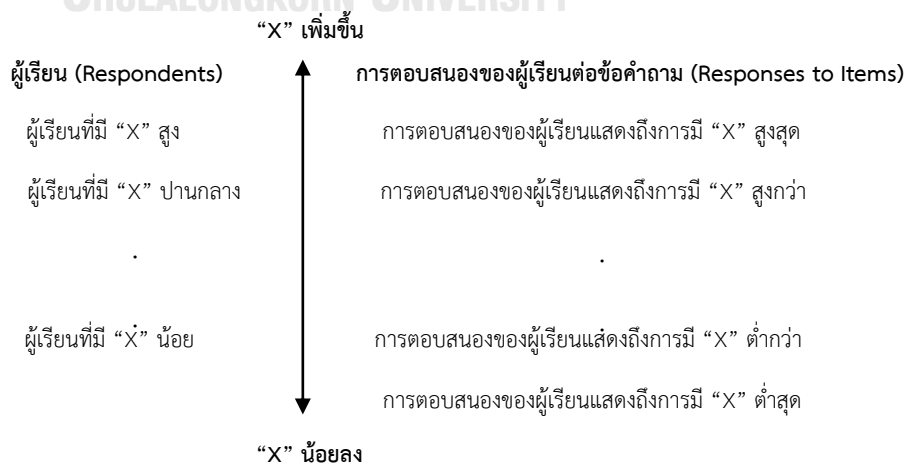 CHULALONGKORN UNIVERSITY
“X” เพิ่มขึ้น
ผู้เรียน (Respondents) การตอบสนองของผู้เรียนต่อข้อคำถาม (Responses to Items)
ผู้เรียนที่มี “X” สูง การตอบสนองของผู้เรียนแสดงถึงการมี “X” สูงสุด
ผู้เรียนที่มี “X” ปานกลาง การตอบสนองของผู้เรียนแสดงถึงการมี “X” สูงกว่า
. .
ผู้เรียนที่มี “X” น้อย การตอบสนองของผู้เรียนแสดงถึงการมี “X” ต่ำกว่า
การตอบสนองของผู้เรียนแสดงถึงการมี “X” ต่ำสุด
“X” น้อยลง